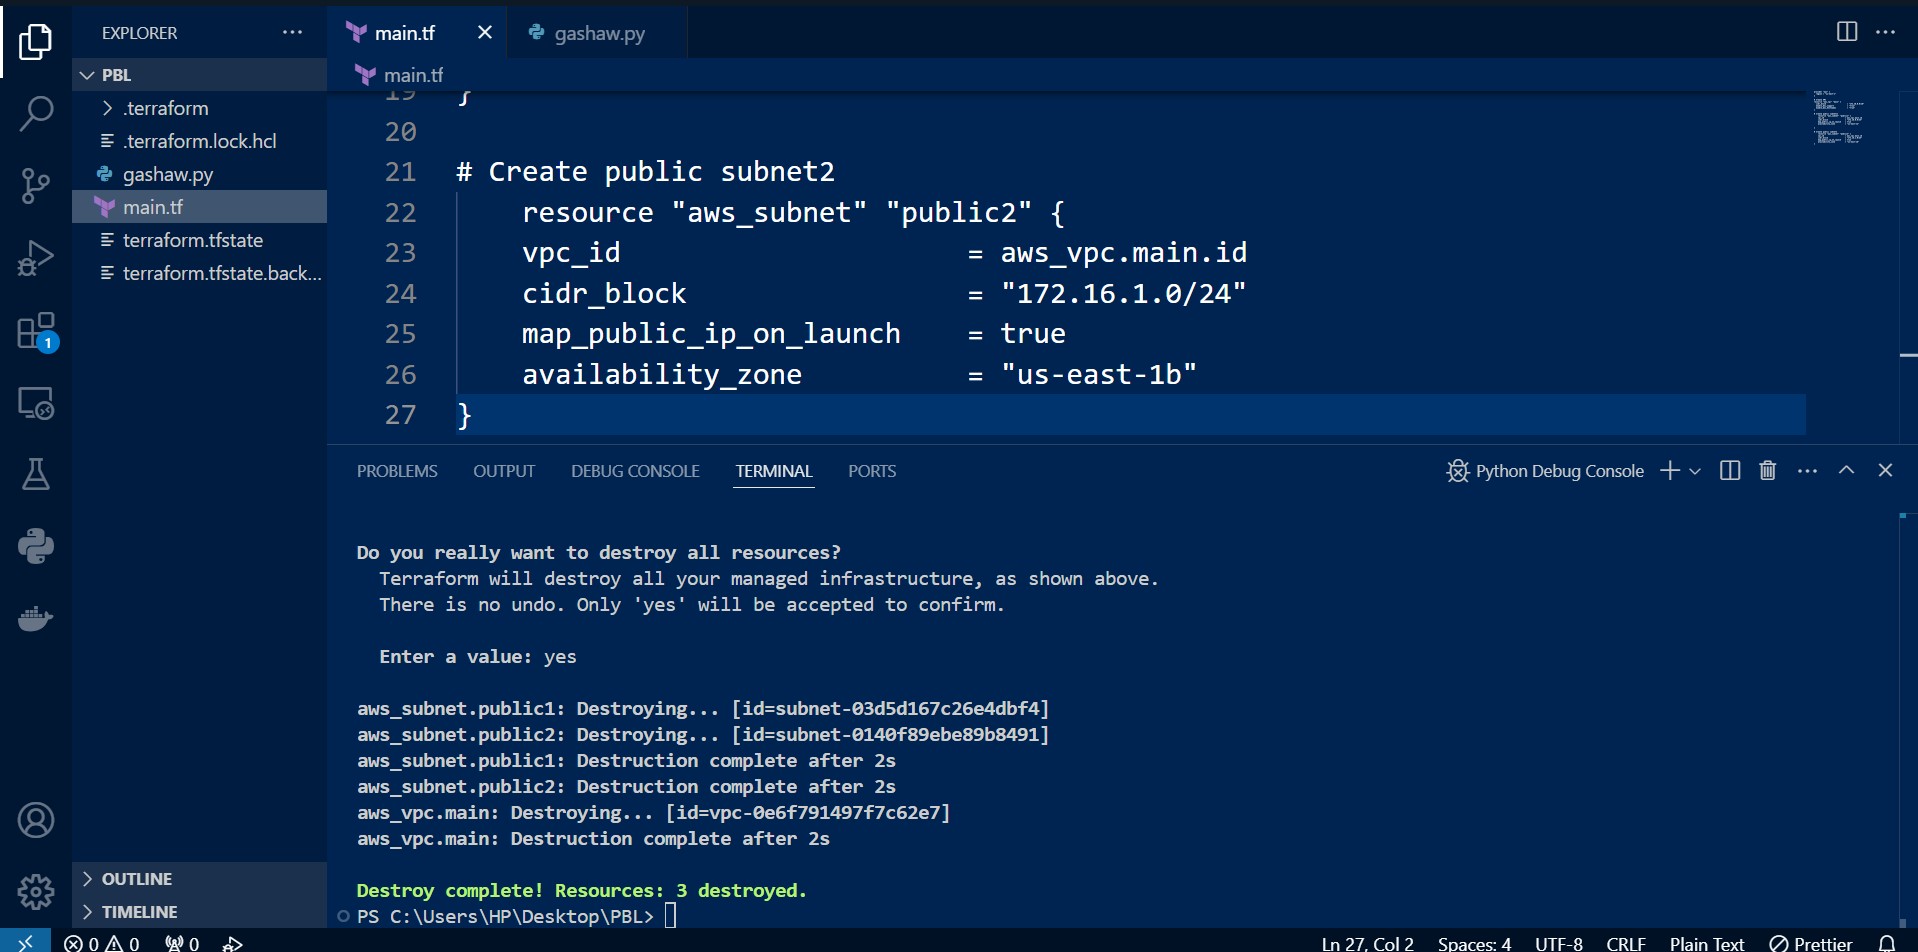 EXPLORER
PBL
.terraform
.terraform.lock.hcl
gashaw.py
main.tf
terraform.tfstate
terraform.tfstate.back...
1
OUTLINE
TIMELINE
main.tf
gashaw.py
main.tf
19 }
20
21 # Create public subnet2
22 resource "aws_subnet" "public2" {
23 vpc_id = aws_vpc.main.id
24 cidr_block = "172.16.1.0/24"
25 map_public_ip_on_launch = true
26 availability_zone = "us-east-1b"
27 }
PROBLEMS OUTPUT DEBUG CONSOLE TERMINAL PORTS
Python Debug Console
Do you really want to destroy all resources?
Terraform will destroy all your managed infrastructure, as shown above.
There is no undo. Only 'yes' will be accepted to confirm.
Enter a value: yes
aws_subnet.public1: Destroying... [id=subnet-03d5d167c26e4dbf4]
aws_subnet.public2: Destroying... [id=subnet-0140f89ebe89b8491]
aws_subnet.public1: Destruction complete after 2s
aws_subnet.public2: Destruction complete after 2s
aws_vpc.main: Destroying... [id=vpc-0e6f791497f7c62e7]
aws_vpc.main: Destruction complete after 2s
Destroy complete! Resources: 3 destroyed.
PS C:\Users\HP\Desktop\PBL>
0 0 0
Ln 27, Col 2 Spaces: 4 UTF-8 CRLF Plain Text Prettier